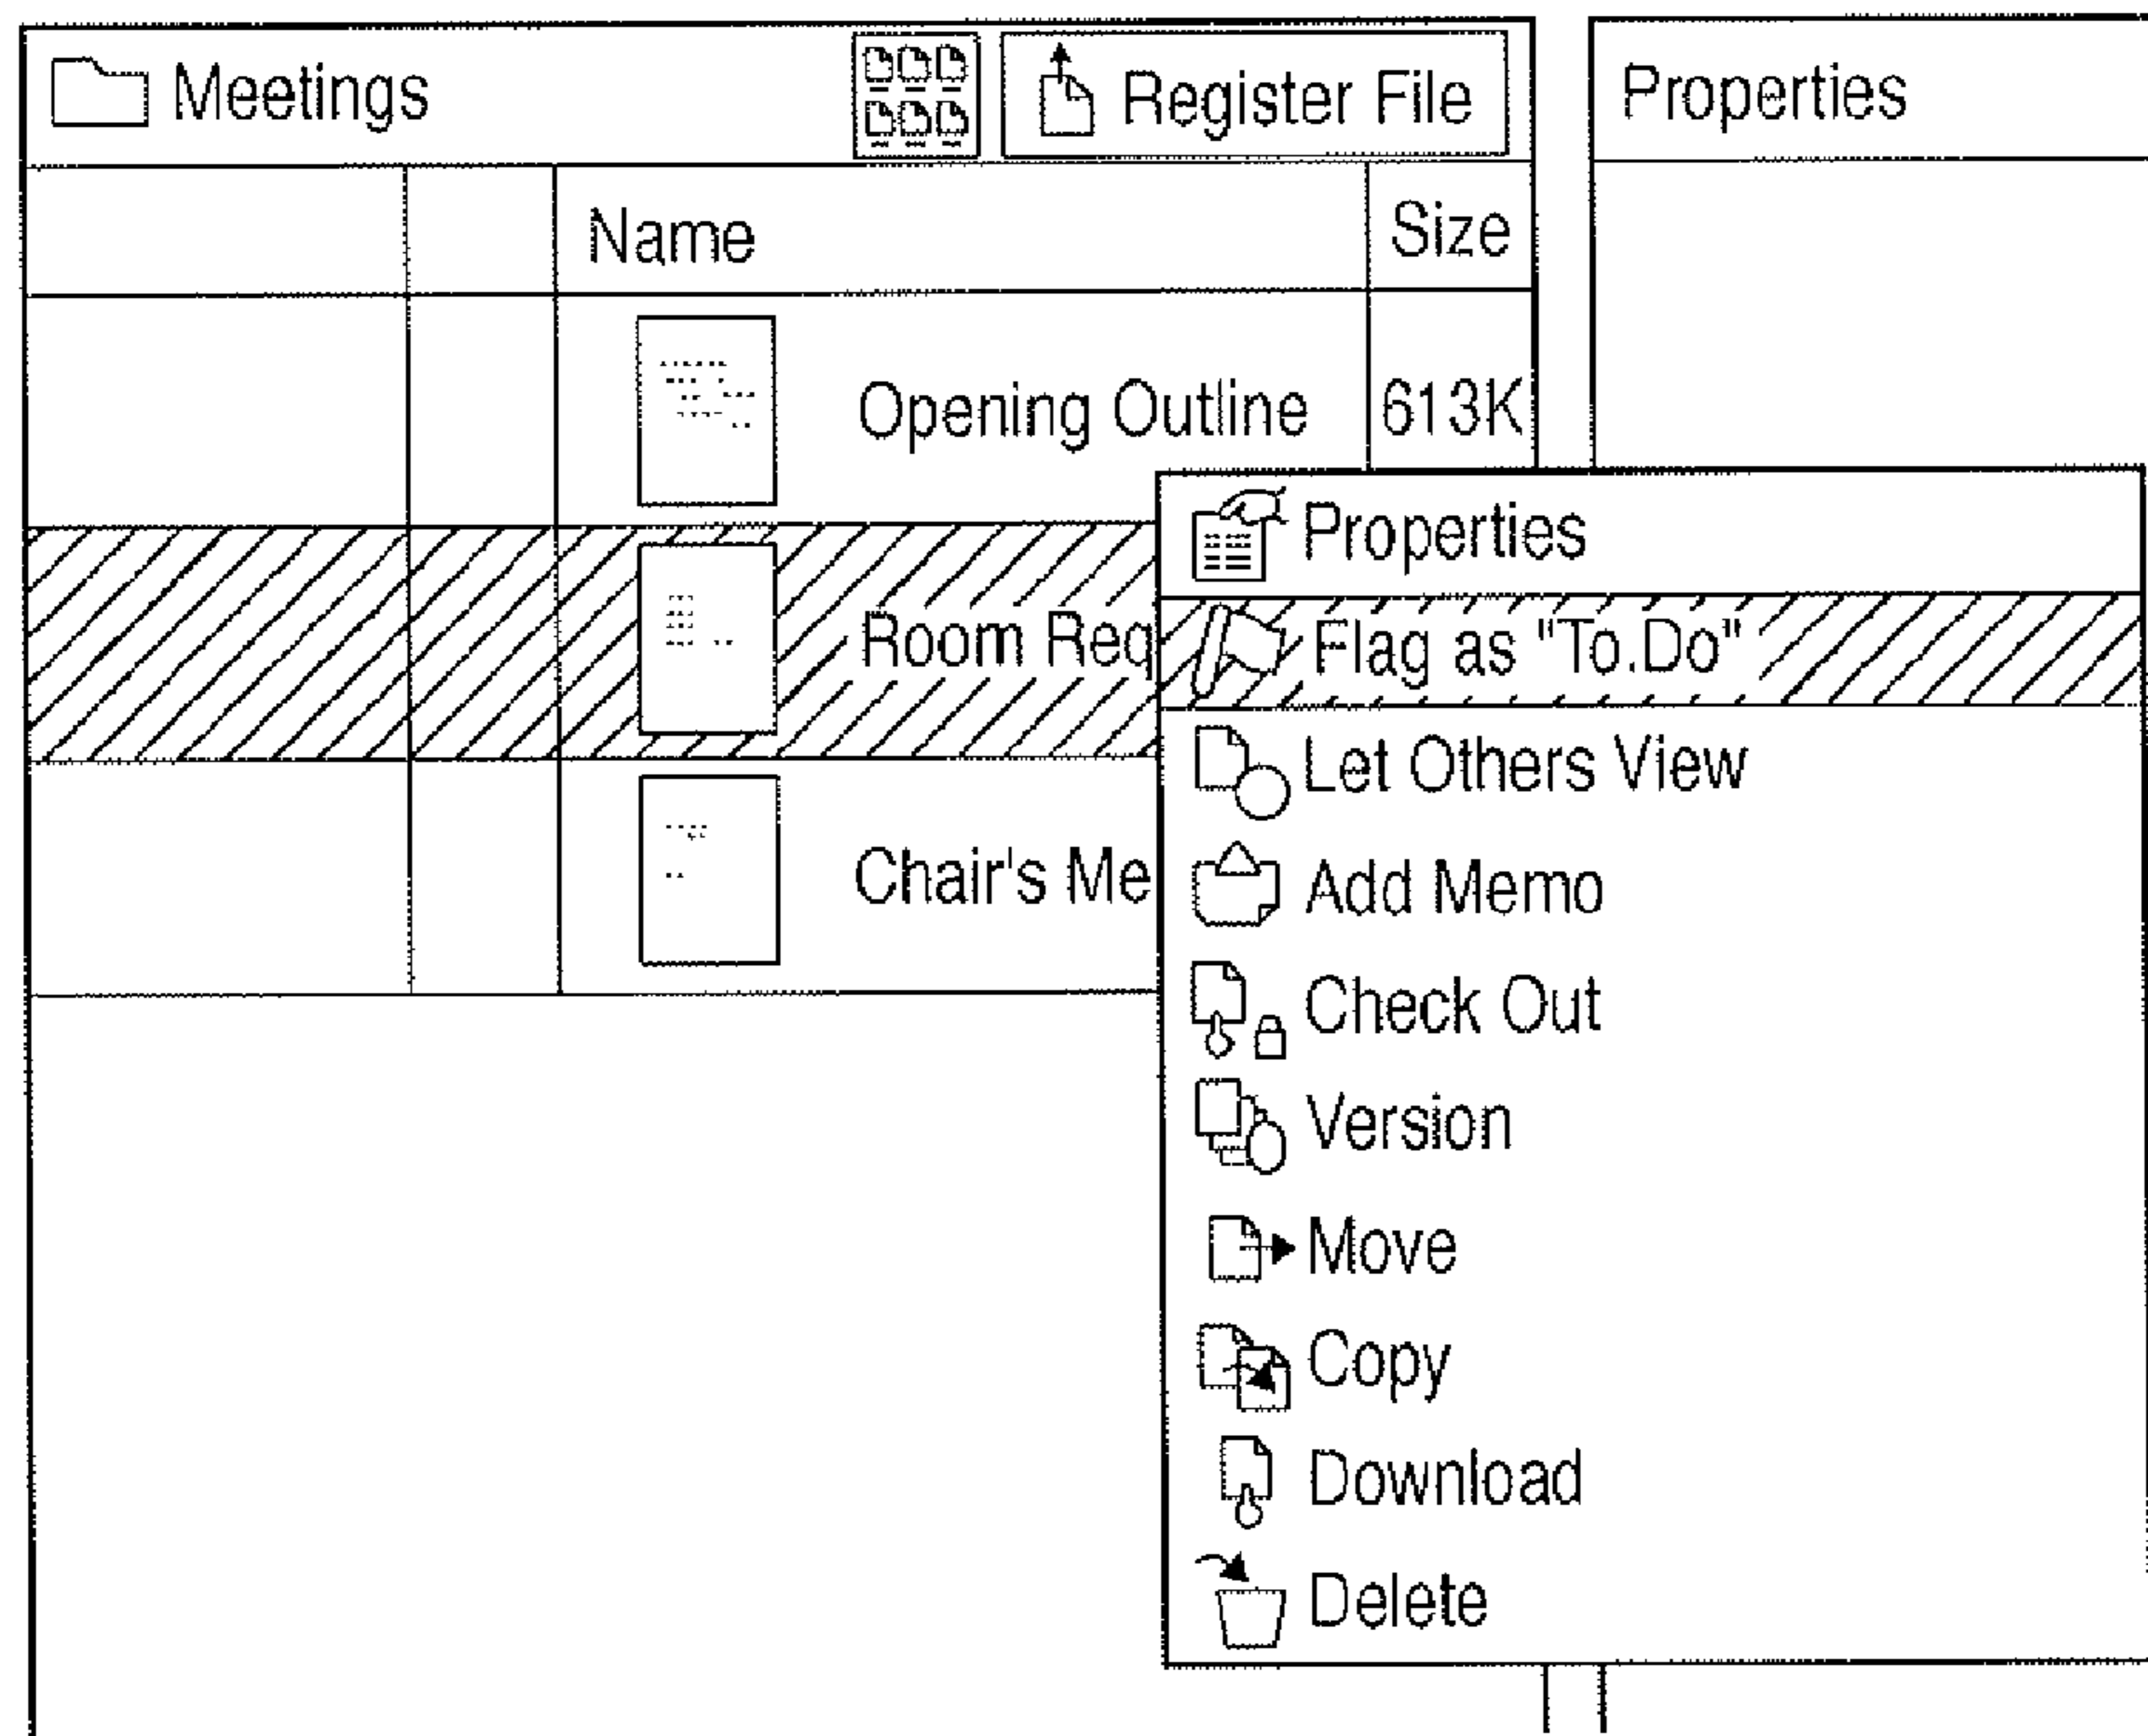 Meetings
Register File
Properties
Name
Size
Opening Outline
613K
Properties
Room Req
Flag as "To.Do"
Let Others View
Chair's Me
Add Memo
Check Out
Version
Move
Copy
Download
Delete